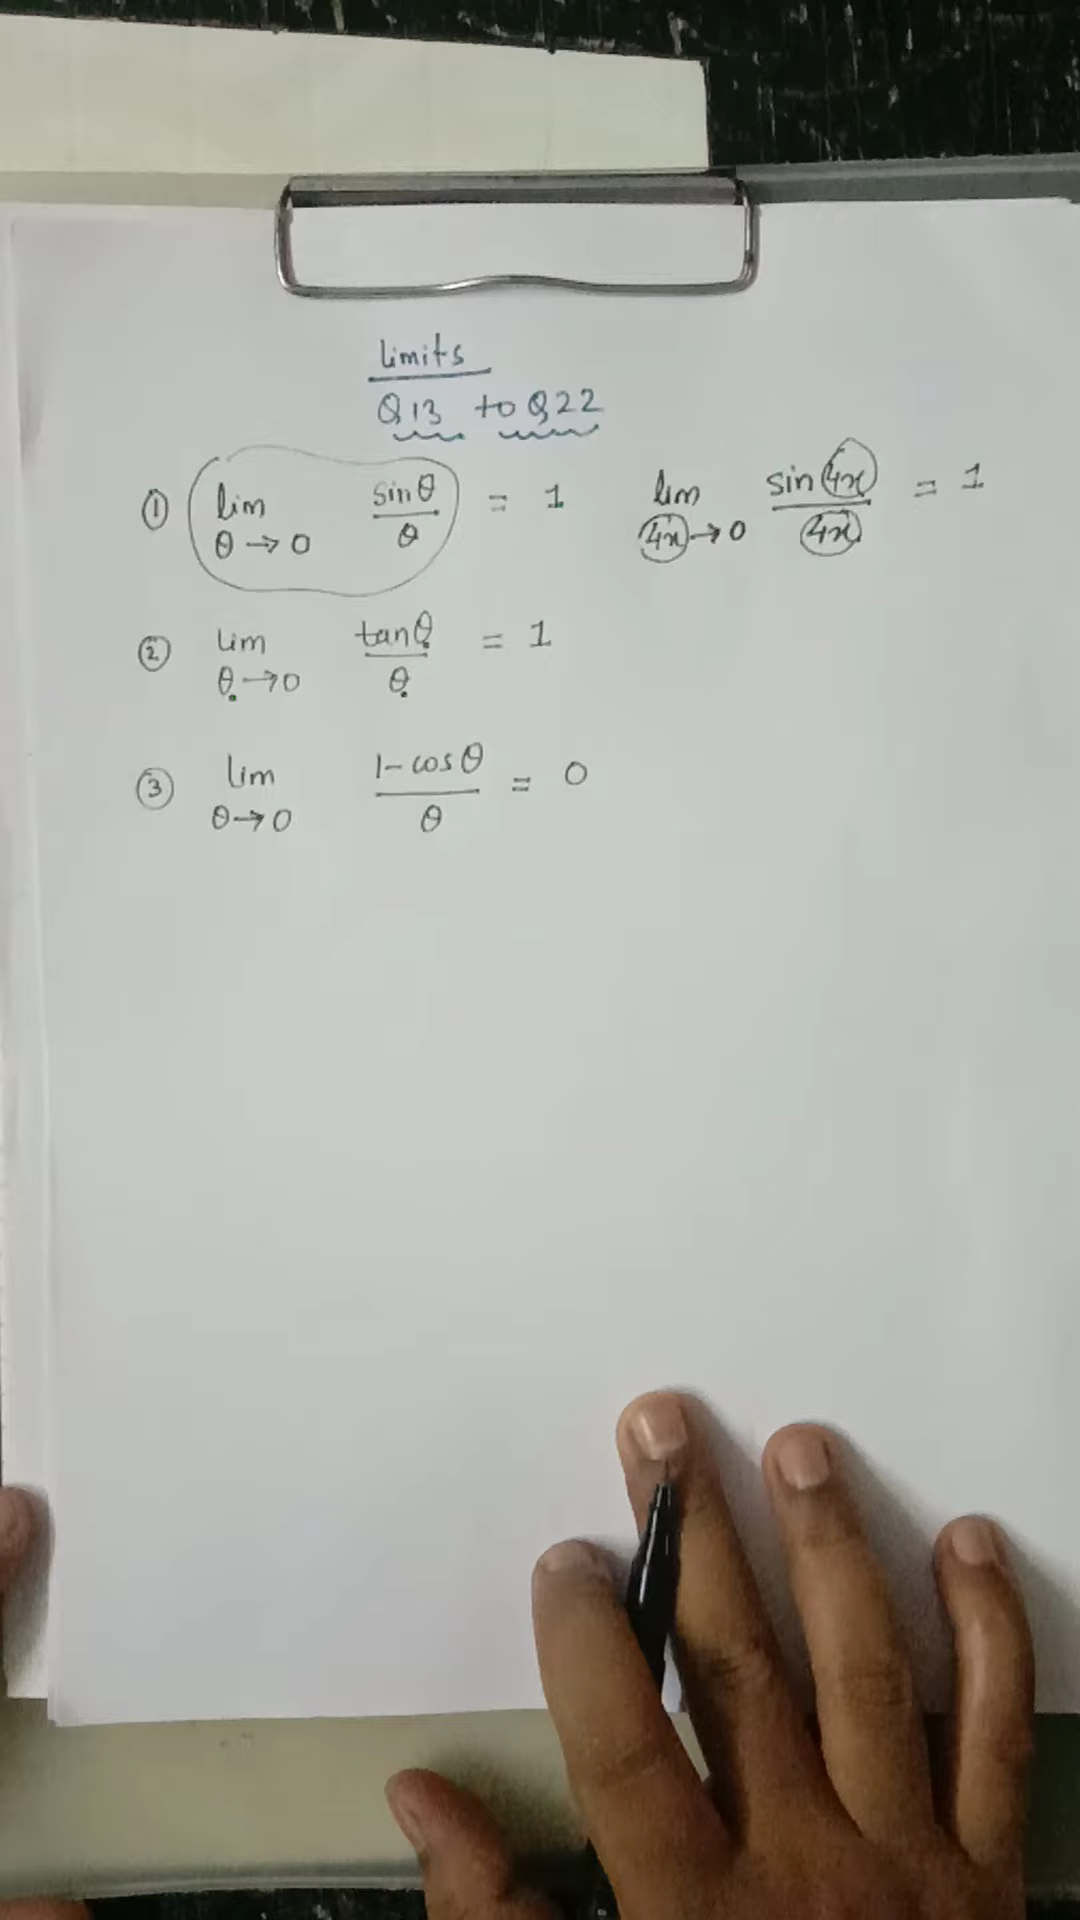 Limits
Q13 to Q22
① lim θ→0 sinθ/θ = 1 lim 4x→0 sin(4x)/4x = 1
② lim θ→0 tanθ/θ = 1
③ lim θ→0 1-cosθ/θ = 0